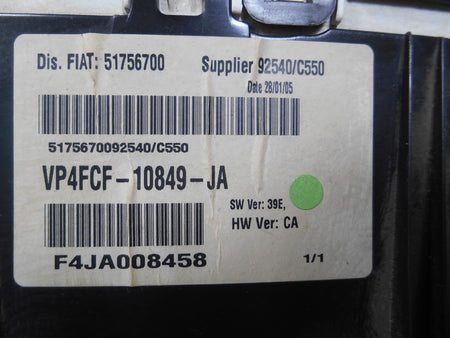 Dis. FIAT: 51756700 Supplier 92540/C550
Date 28/01/05
5175670092540/C550
VP4FCF-10849-JA
SW Ver: 39E,
HW Ver: CA
F4JA008458 1/1